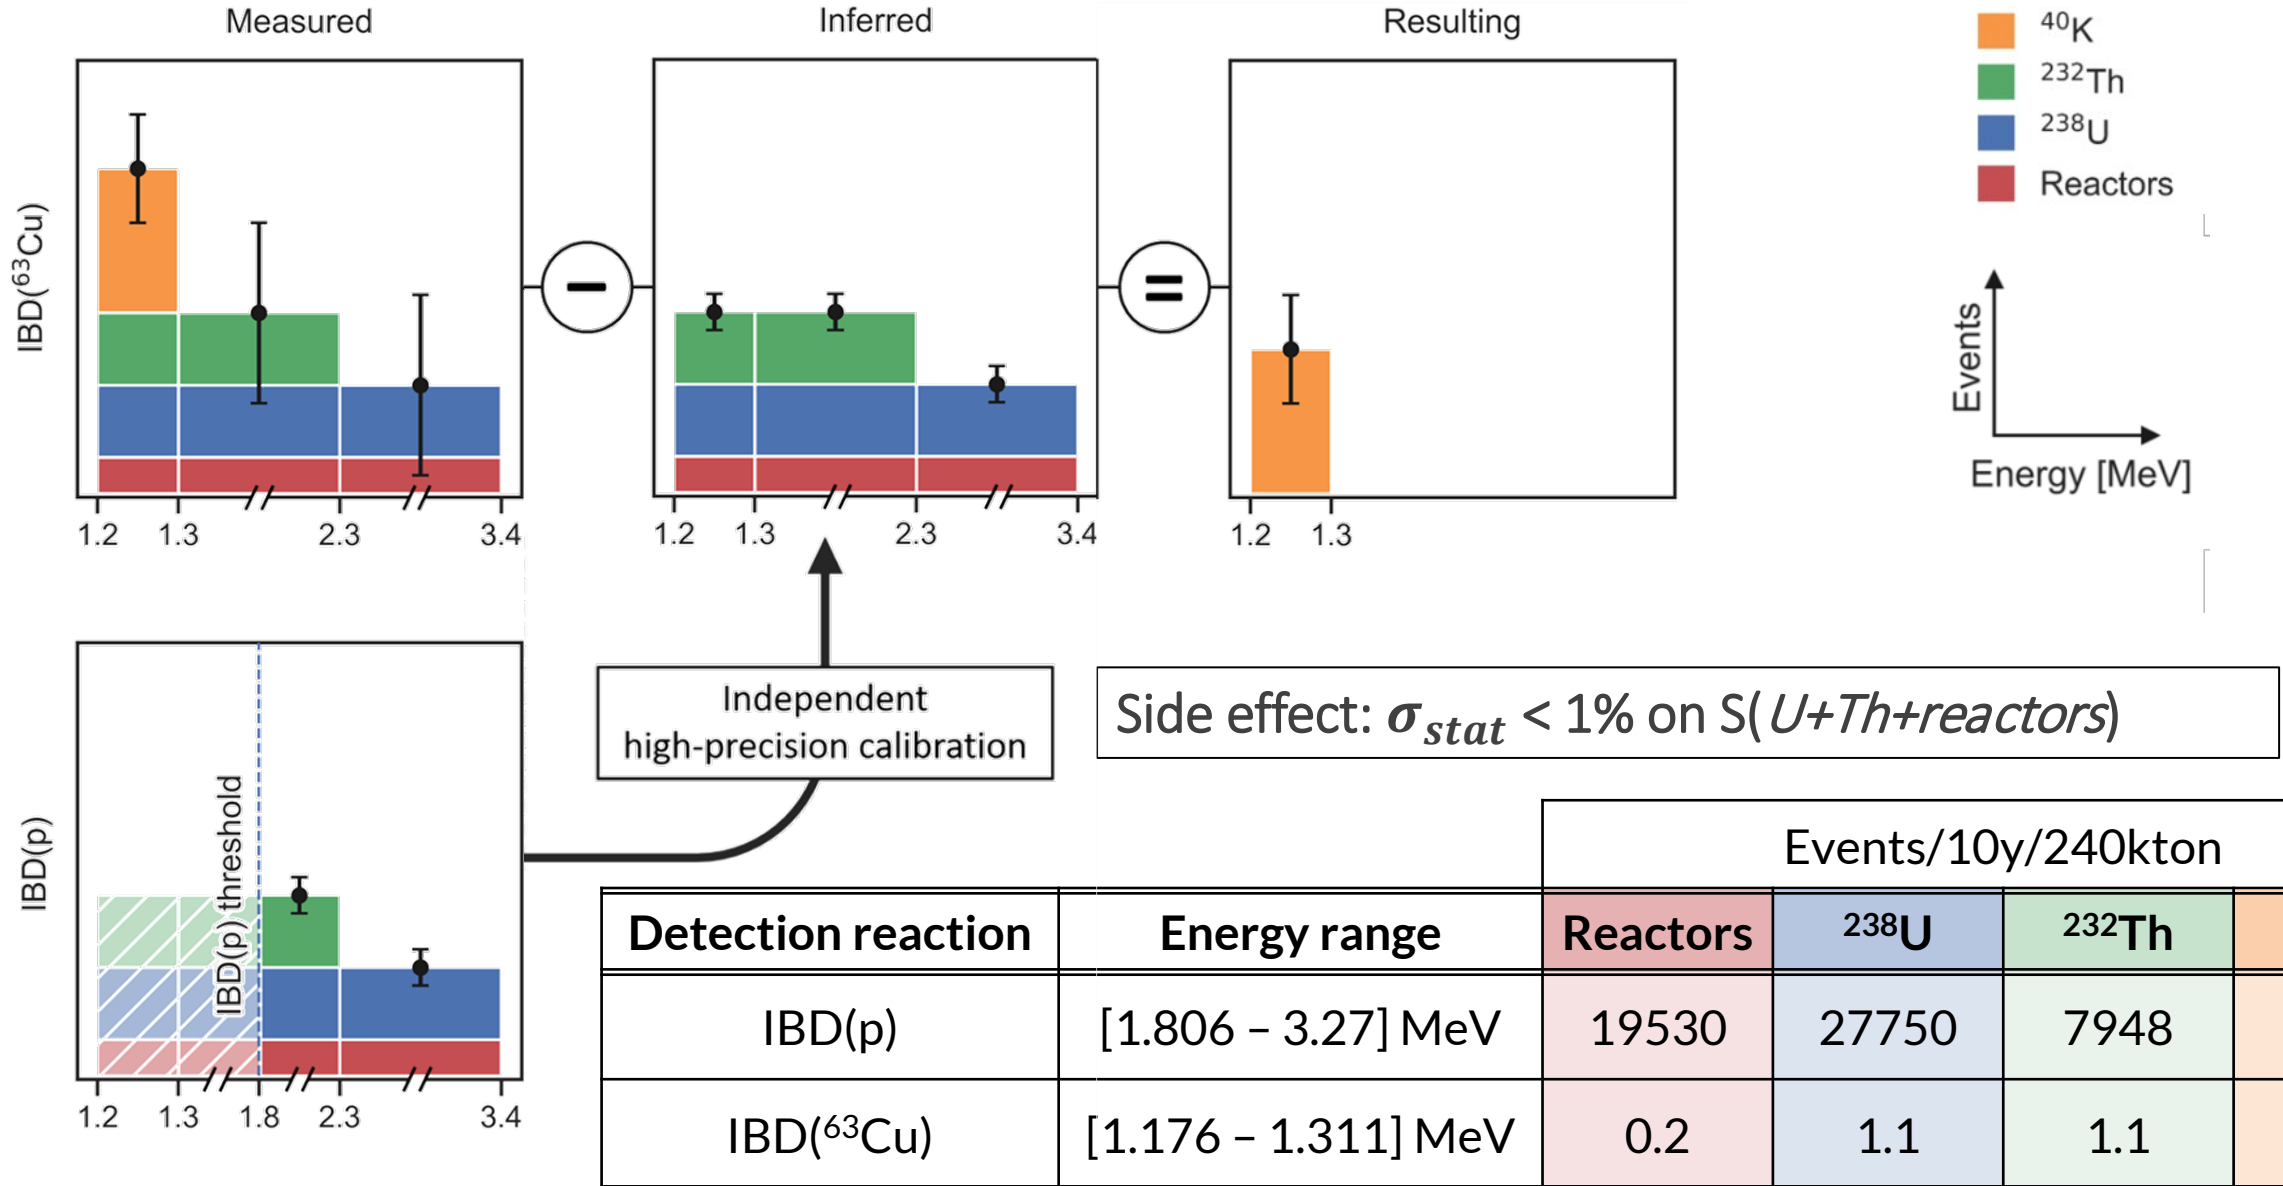 Measured
Inferred
Resulting
⁴⁰K
²³²Th
²³⁸U
Reactors
IBD(⁶³Cu)
−
=
1.2 1.3 2.3 3.4
1.2 1.3 2.3 3.4
1.2 1.3
Events
Energy [MeV]
Independent
high-precision calibration
Side effect: σstat < 1% on S(U+Th+reactors)
IBD(p)
IBD(p) threshold
1.2 1.3 1.8 2.3 3.4
Events/10y/240kton
Detection reaction Energy range Reactors ²³⁸U ²³²Th
IBD(p) [1.806 – 3.27] MeV 19530 27750 7948
IBD(⁶³Cu) [1.176 – 1.311] MeV 0.2 1.1 1.1